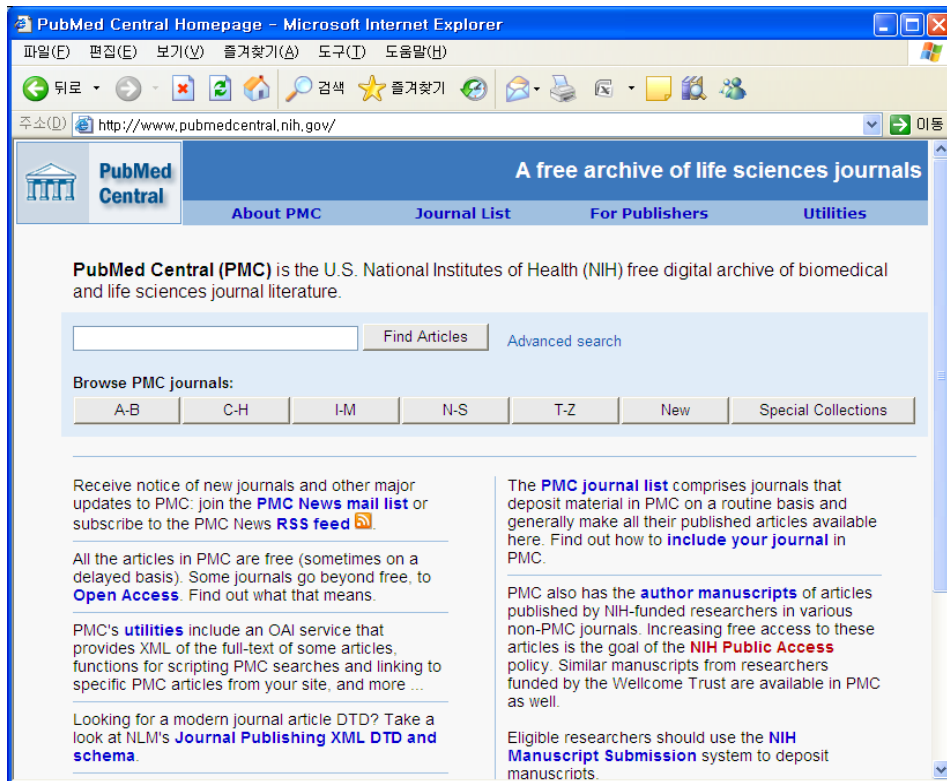 PubMed Central Homepage - Microsoft Internet Explorer
파일(F) 편집(E) 보기(V) 즐겨찾기(A) 도구(T) 도움말(H)
뒤로 검색 즐겨찾기
주소(D) http://www.pubmedcentral.nih.gov/ 이동
PubMed
Central
A free archive of life sciences journals
About PMC Journal List For Publishers Utilities
PubMed Central (PMC) is the U.S. National Institutes of Health (NIH) free digital archive of biomedical
and life sciences journal literature.
Find Articles Advanced search
Browse PMC journals:
A-B C-H I-M N-S T-Z New Special Collections
Receive notice of new journals and other major
updates to PMC: join the PMC News mail list or
subscribe to the PMC News RSS feed .
All the articles in PMC are free (sometimes on a
delayed basis). Some journals go beyond free, to
Open Access. Find out what that means.
PMC's utilities include an OAI service that
provides XML of the full-text of some articles,
functions for scripting PMC searches and linking to
specific PMC articles from your site, and more ...
Looking for a modern journal article DTD? Take a
look at NLM's Journal Publishing XML DTD and
schema.
The PMC journal list comprises journals that
deposit material in PMC on a routine basis and
generally make all their published articles available
here. Find out how to include your journal in
PMC.
PMC also has the author manuscripts of articles
published by NIH-funded researchers in various
non-PMC journals. Increasing free access to these
articles is the goal of the NIH Public Access
policy. Similar manuscripts from researchers
funded by the Wellcome Trust are available in PMC
as well.
Eligible researchers should use the NIH
Manuscript Submission system to deposit
manuscripts.